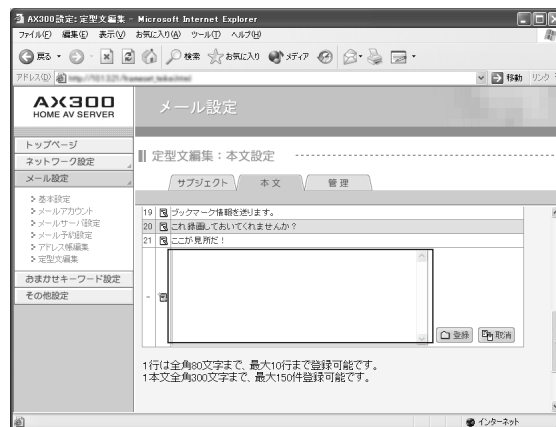 AX300設定: 定型文編集 - Microsoft Internet Explorer
ファイル(F) 編集(E) 表示(V) お気に入り(A) ツール(T) ヘルプ(H)
戻る 検索 お気に入り メディア
アドレス(D) 移動 リンク
AX300
HOME AV SERVER
メール設定
トップページ
ネットワーク設定
メール設定
基本設定
メールアカウント
メールサーバ設定
メール予約設定
アドレス帳編集
定型文編集
おまかせキーワード設定
その他設定
定型文編集：本文設定
サブジェクト 本文 管理
19 ブックマーク情報を送ります。
20 これ録画しておいてくれませんか？
21 ここが見所だ！
-
登録 取消
1行は全角80文字まで、最大10行まで登録可能です。
1本文全角300文字まで、最大150件登録可能です。
インターネット